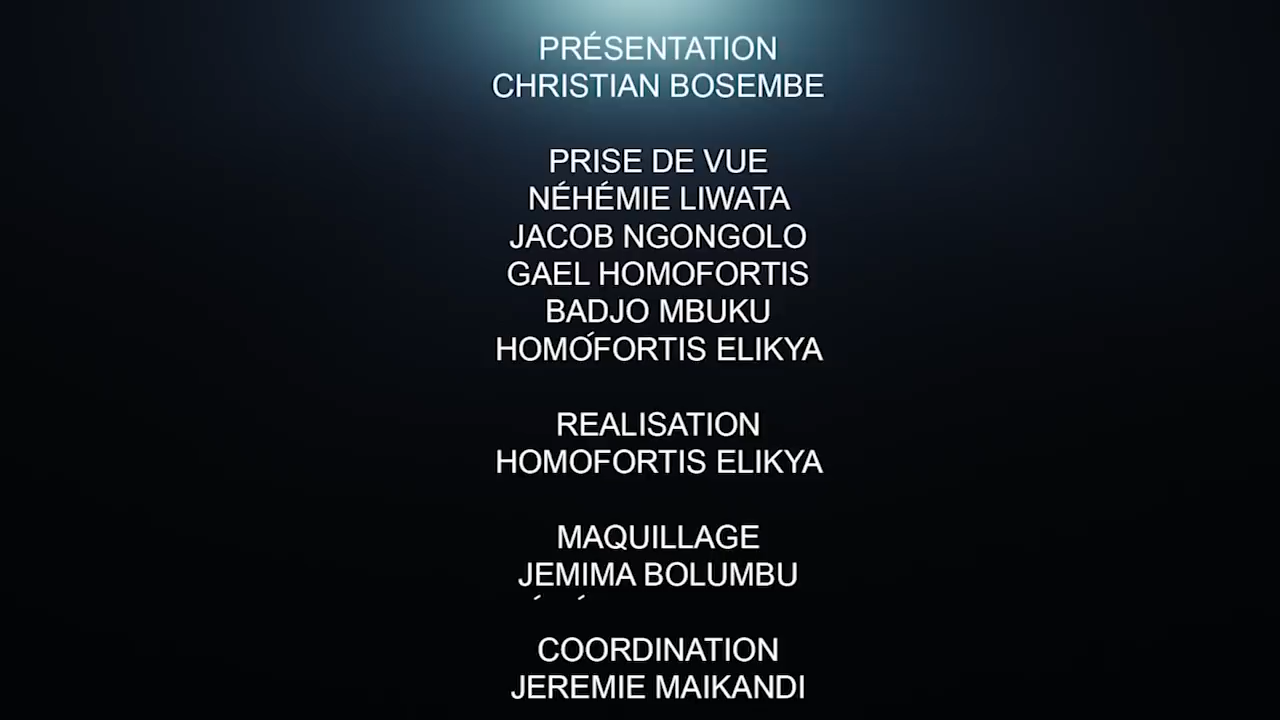 PRÉSENTATION
CHRISTIAN BOSEMBE
PRISE DE VUE
NÉHÉMIE LIWATA
JACOB NGONGOLO
GAEL HOMOFORTIS
BADJO MBUKU
HOMOFORTIS ELIKYA
REALISATION
HOMOFORTIS ELIKYA
MAQUILLAGE
JEMIMA BOLUMBU
COORDINATION
JEREMIE MAIKANDI